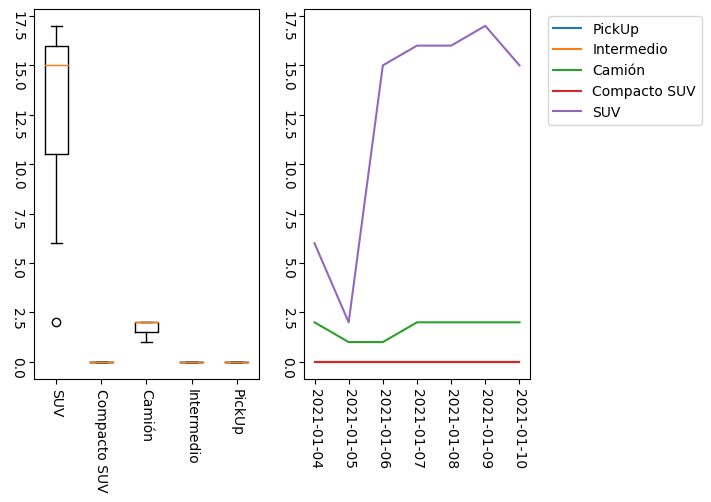 17.5
15.0
12.5
10.0
7.5
5.0
2.5
0.0
SUV
Compacto SUV
Camión
Intermedio
PickUp
17.5
15.0
12.5
10.0
7.5
5.0
2.5
0.0
2021-01-04
2021-01-05
2021-01-06
2021-01-07
2021-01-08
2021-01-09
2021-01-10
PickUp
Intermedio
Camión
Compacto SUV
SUV